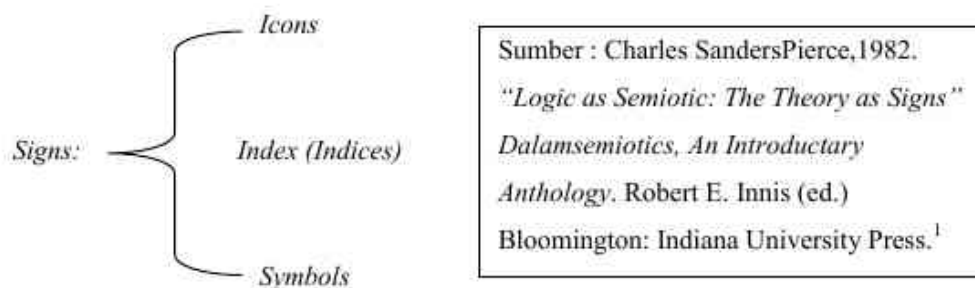 Icons
Signs:
Index (Indices)
Symbols
Sumber : Charles SandersPierce,1982.
“Logic as Semiotic: The Theory as Signs”
Dalamsemiotics, An Introductary
Anthology. Robert E. Innis (ed.)
Bloomington: Indiana University Press.1